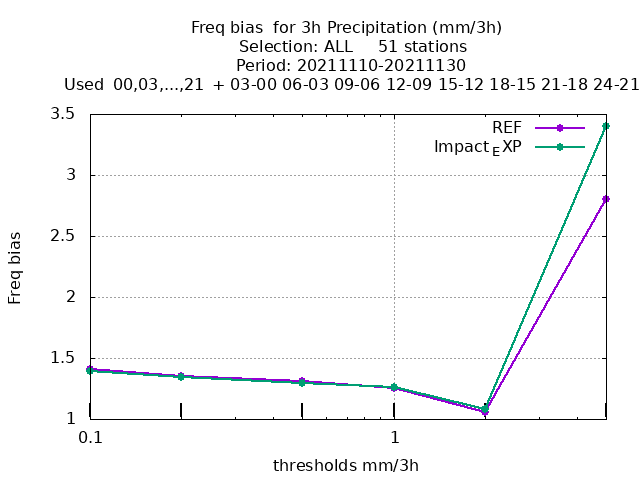 Freq bias  for 3h Precipitation (mm/3h)
Selection: ALL     51 stations
Period: 20211110-20211130
Used  00,03,...,21  + 03-00 06-03 09-06 12-09 15-12 18-15 21-18 24-21
3.5
REF
Impact_EXP
3
2.5
Freq bias
2
1.5
1
0.1
1
thresholds mm/3h